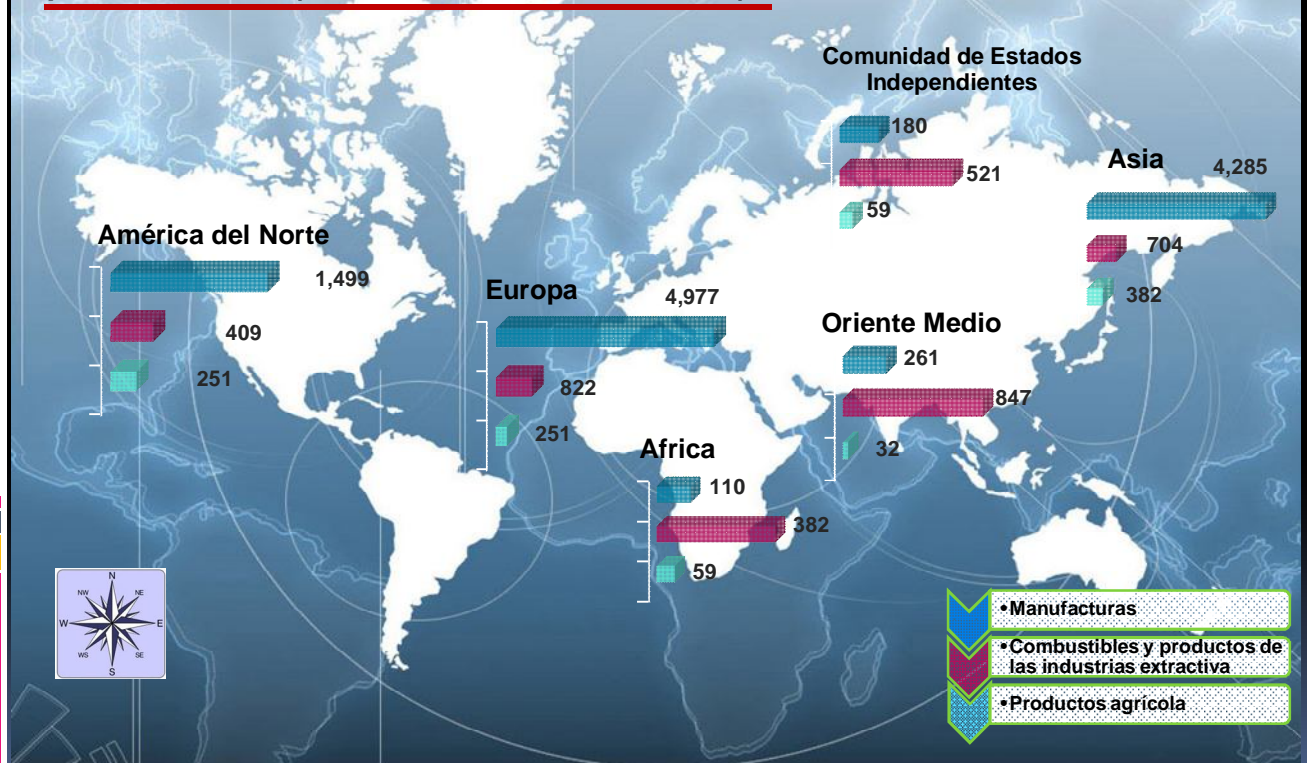 Comunidad de Estados
Independientes
180
521
59
Asia
4,285
704
382
América del Norte
1,499
409
251
Europa
4,977
822
251
Oriente Medio
261
847
32
Africa
110
382
59
N
NW
NE
W
E
WS
SE
S
•Manufacturas
•Combustibles y productos de
las industrias extractiva
•Productos agrícola